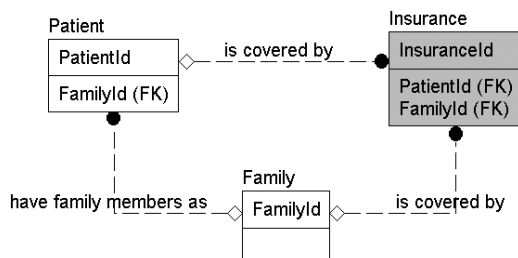 Patient
PatientId
FamilyId (FK)
is covered by
Insurance
InsuranceId
PatientId (FK)
FamilyId (FK)
have family members as
Family
FamilyId
is covered by